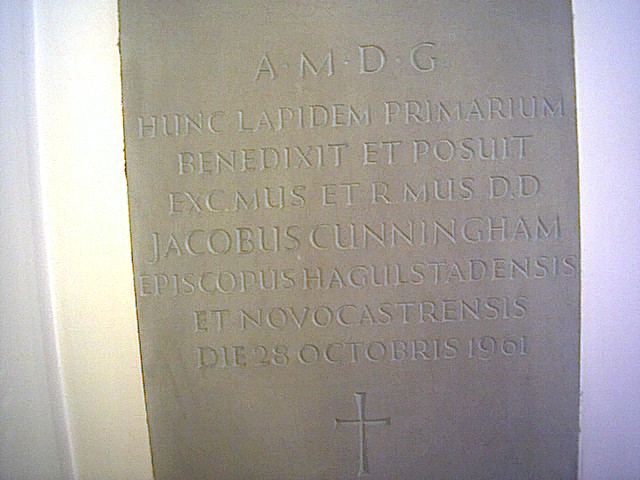 A·M·D·G
HUNC LAPIDEM PRIMARIUM
BENEDIXIT ET POSUIT
EXC.MUS ET R.MUS D.D
JACOBUS CUNNINGHAM
EPISCOPUS HAGULSTADENSIS
ET NOVOCASTRENSIS
DIE 28 OCTOBRIS 1961